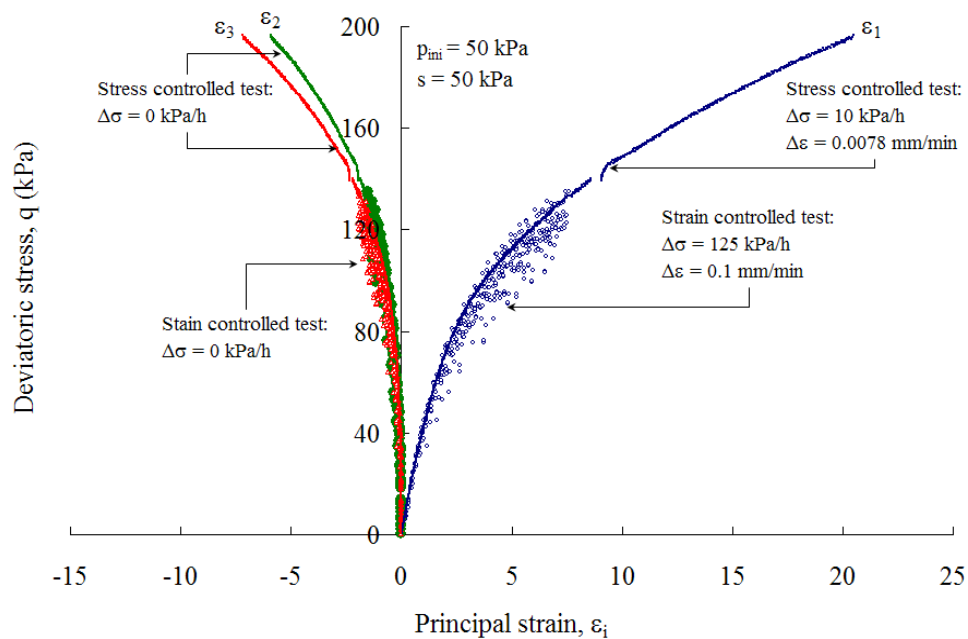 ε3
ε2
200
ε1
pini = 50 kPa
s = 50 kPa
Stress controlled test:
Δσ = 0 kPa/h
Stress controlled test:
Δσ = 10 kPa/h
Δε = 0.0078 mm/min
160
120
Strain controlled test:
Δσ = 125 kPa/h
Δε = 0.1 mm/min
Stain controlled test:
Δσ = 0 kPa/h
80
40
0
Deviatoric stress, q (kPa)
-15 -10 -5 0 5 10 15 20 25
Principal strain, εi